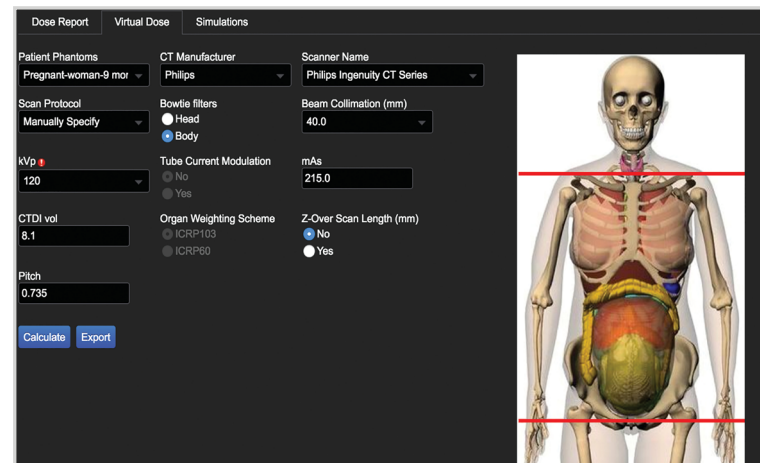 Dose Report Virtual Dose Simulations
Patient Phantoms CT Manufacturer Scanner Name
Pregnant-woman-9 mor Philips Philips Ingenuity CT Series
Scan Protocol Bowtie filters Beam Collimation (mm)
Manually Specify Head 40.0
Body
kVp Tube Current Modulation mAs
120 No 215.0
Yes
CTDI vol Organ Weighting Scheme Z-Over Scan Length (mm)
8.1 ICRP103 No
ICRP60 Yes
Pitch
0.735
Calculate Export